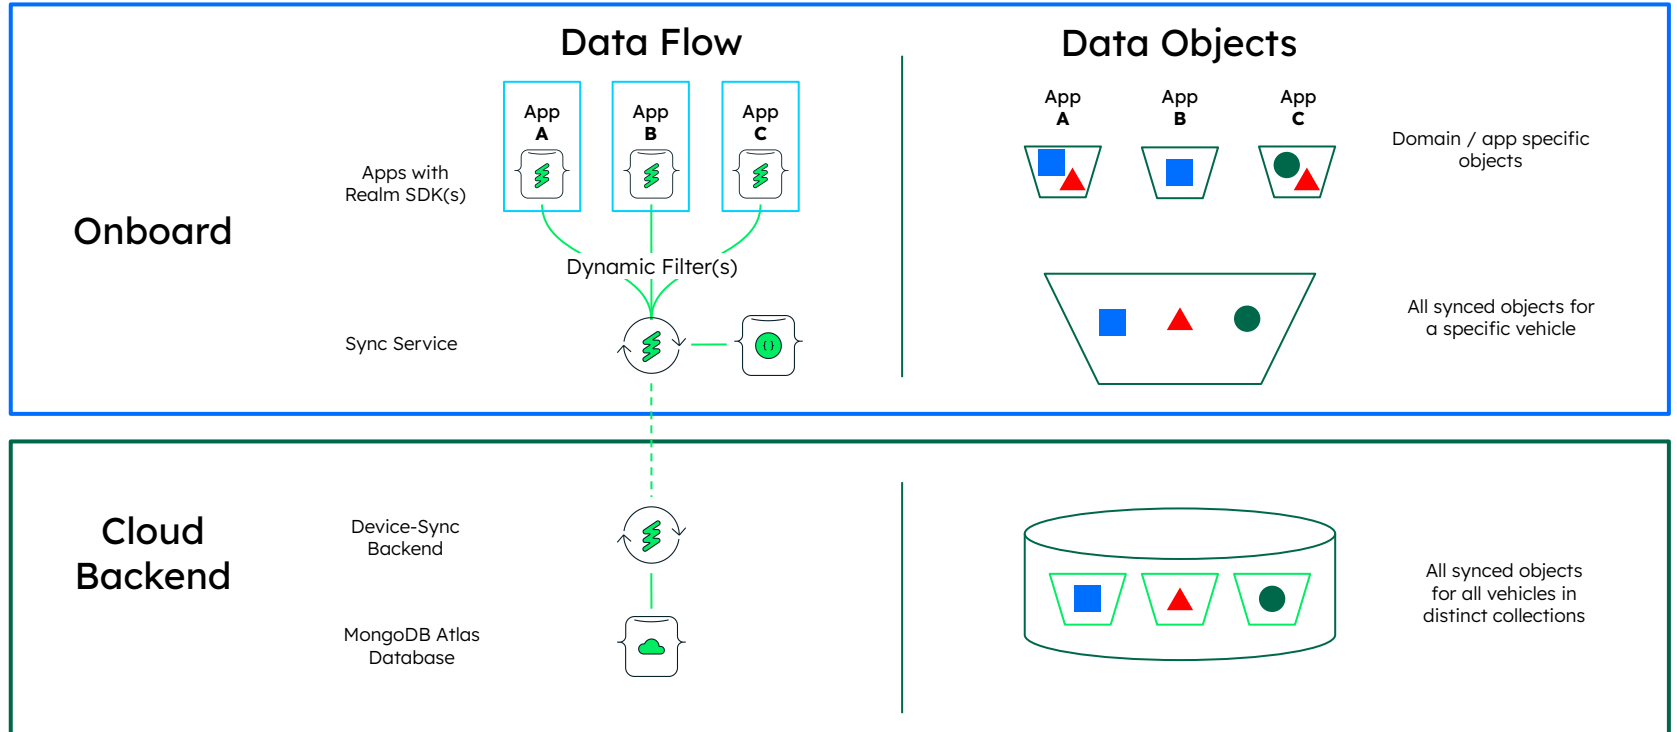 Data Flow
Data Objects
App
A
App
B
App
C
App
A
App
B
App
C
Domain / app specific
objects
Apps with
Realm SDK(s)
Onboard
Dynamic Filter(s)
Sync Service
{ }
All synced objects for
a specific vehicle
Cloud
Backend
Device-Sync
Backend
MongoDB Atlas
Database
All synced objects
for all vehicles in
distinct collections